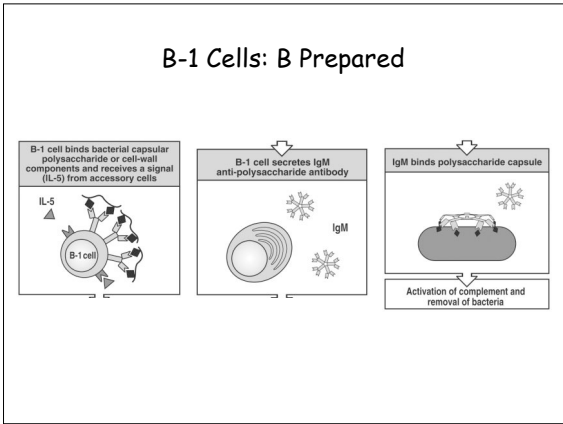 B-1 Cells: B Prepared
B-1 cell binds bacterial capsular
polysaccharide or cell-wall
components and receives a signal
(IL-5) from accessory cells
IL-5
B-1 cell
B-1 cell secretes IgM
anti-polysaccharide antibody
IgM
IgM binds polysaccharide capsule
Activation of complement and
removal of bacteria